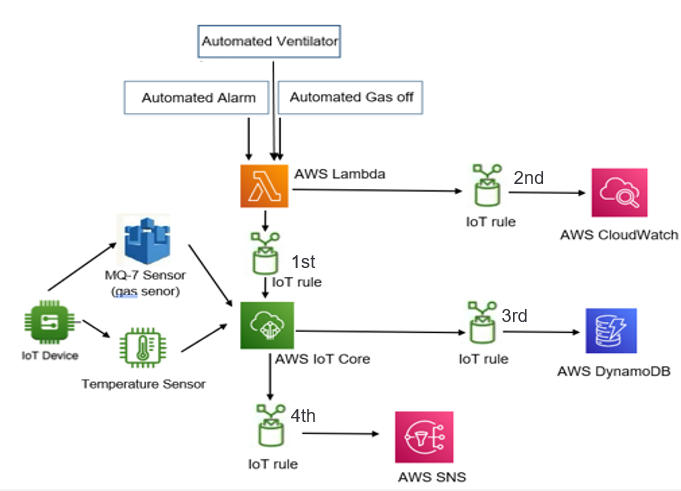 Automated Ventilator
Automated Alarm
Automated Gas off
AWS Lambda
2nd
IoT rule
AWS CloudWatch
MQ-7 Sensor
(gas senor)
1st
IoT rule
IoT Device
Temperature Sensor
AWS IoT Core
3rd
IoT rule
AWS DynamoDB
4th
IoT rule
AWS SNS